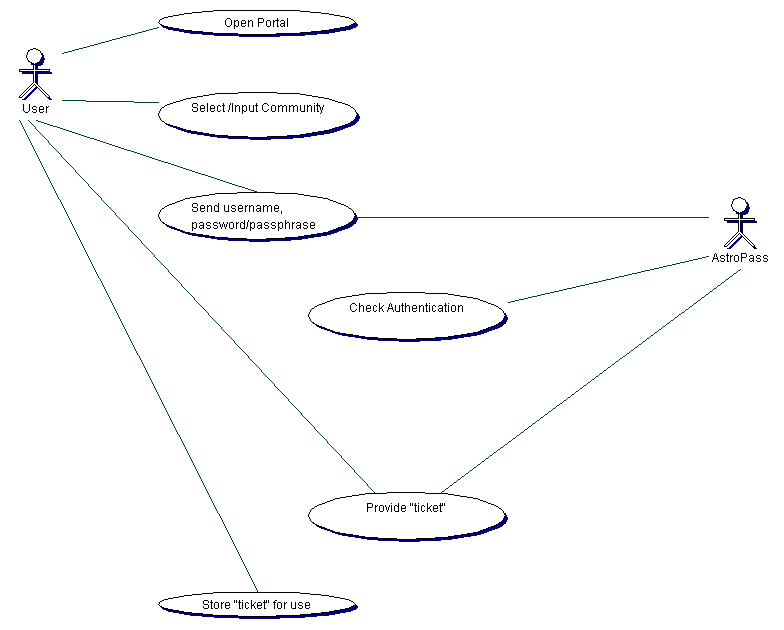 Open Portal
User
Select /Input Community
Send username,
password/passphrase
AstroPass
Check Authentication
Provide "ticket"
Store "ticket" for use